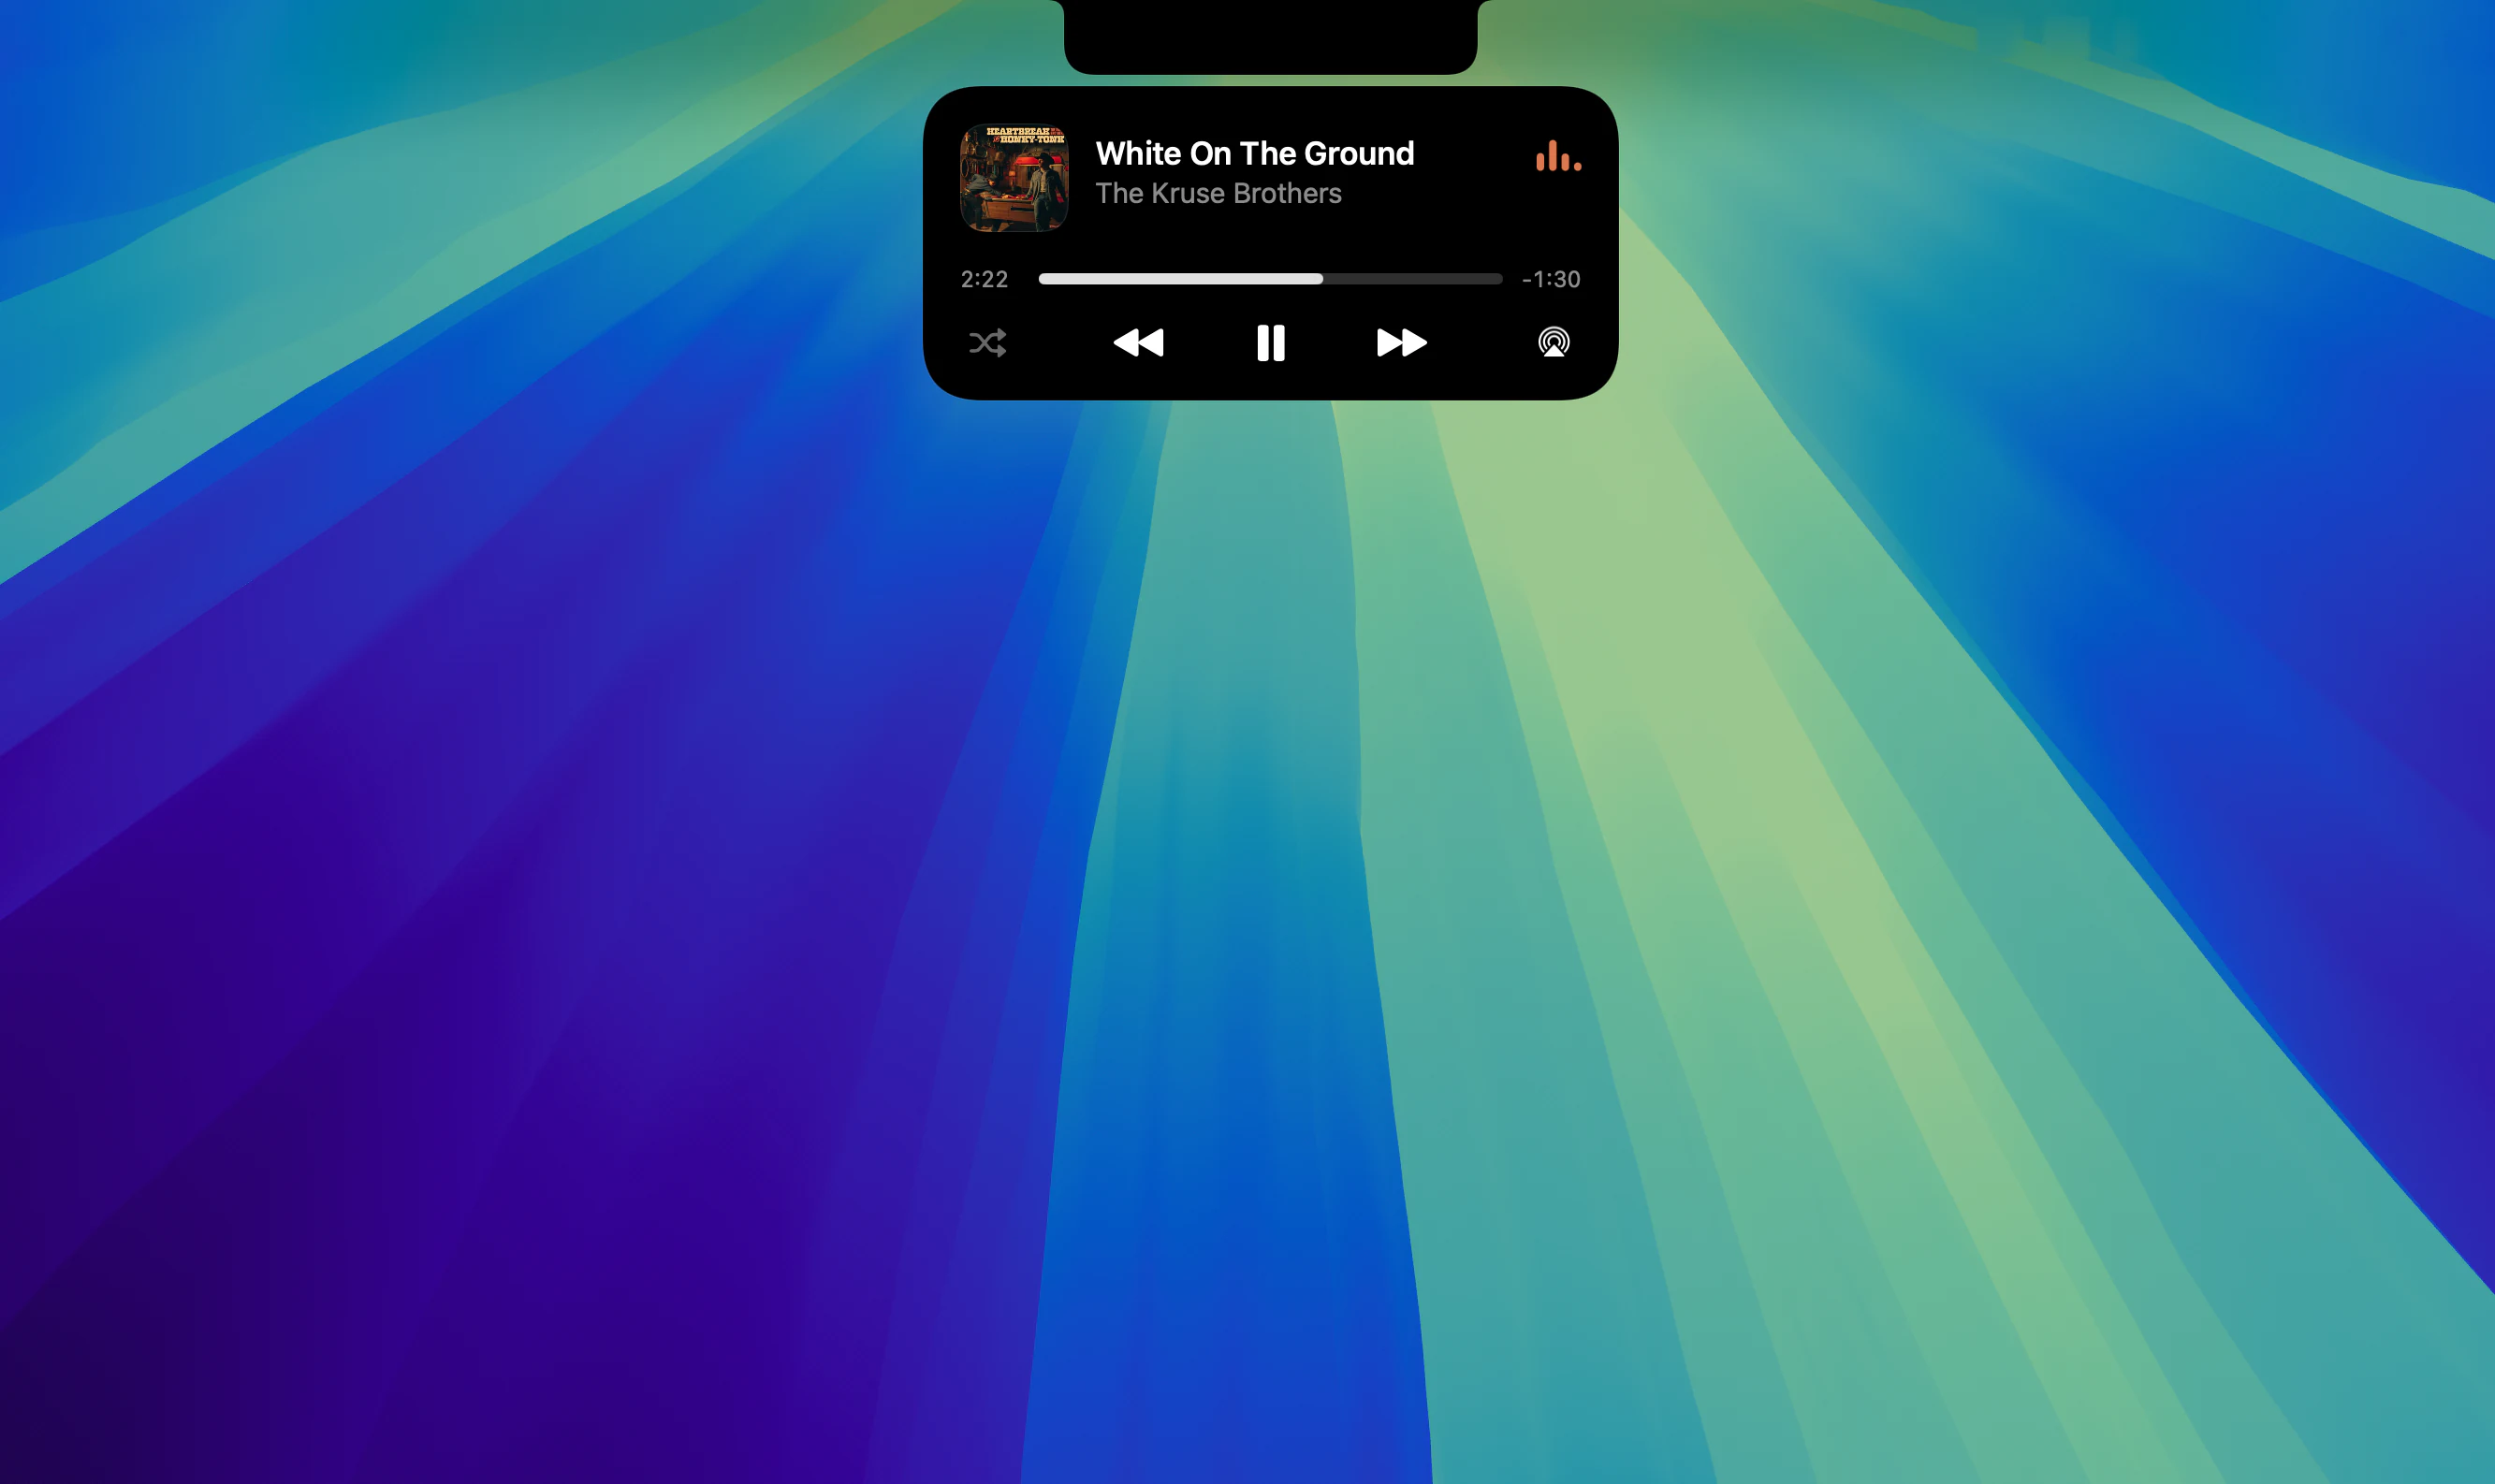 HEARTBREAK
HONKY-TONK
White On The Ground
The Kruse Brothers
2:22
-1:30